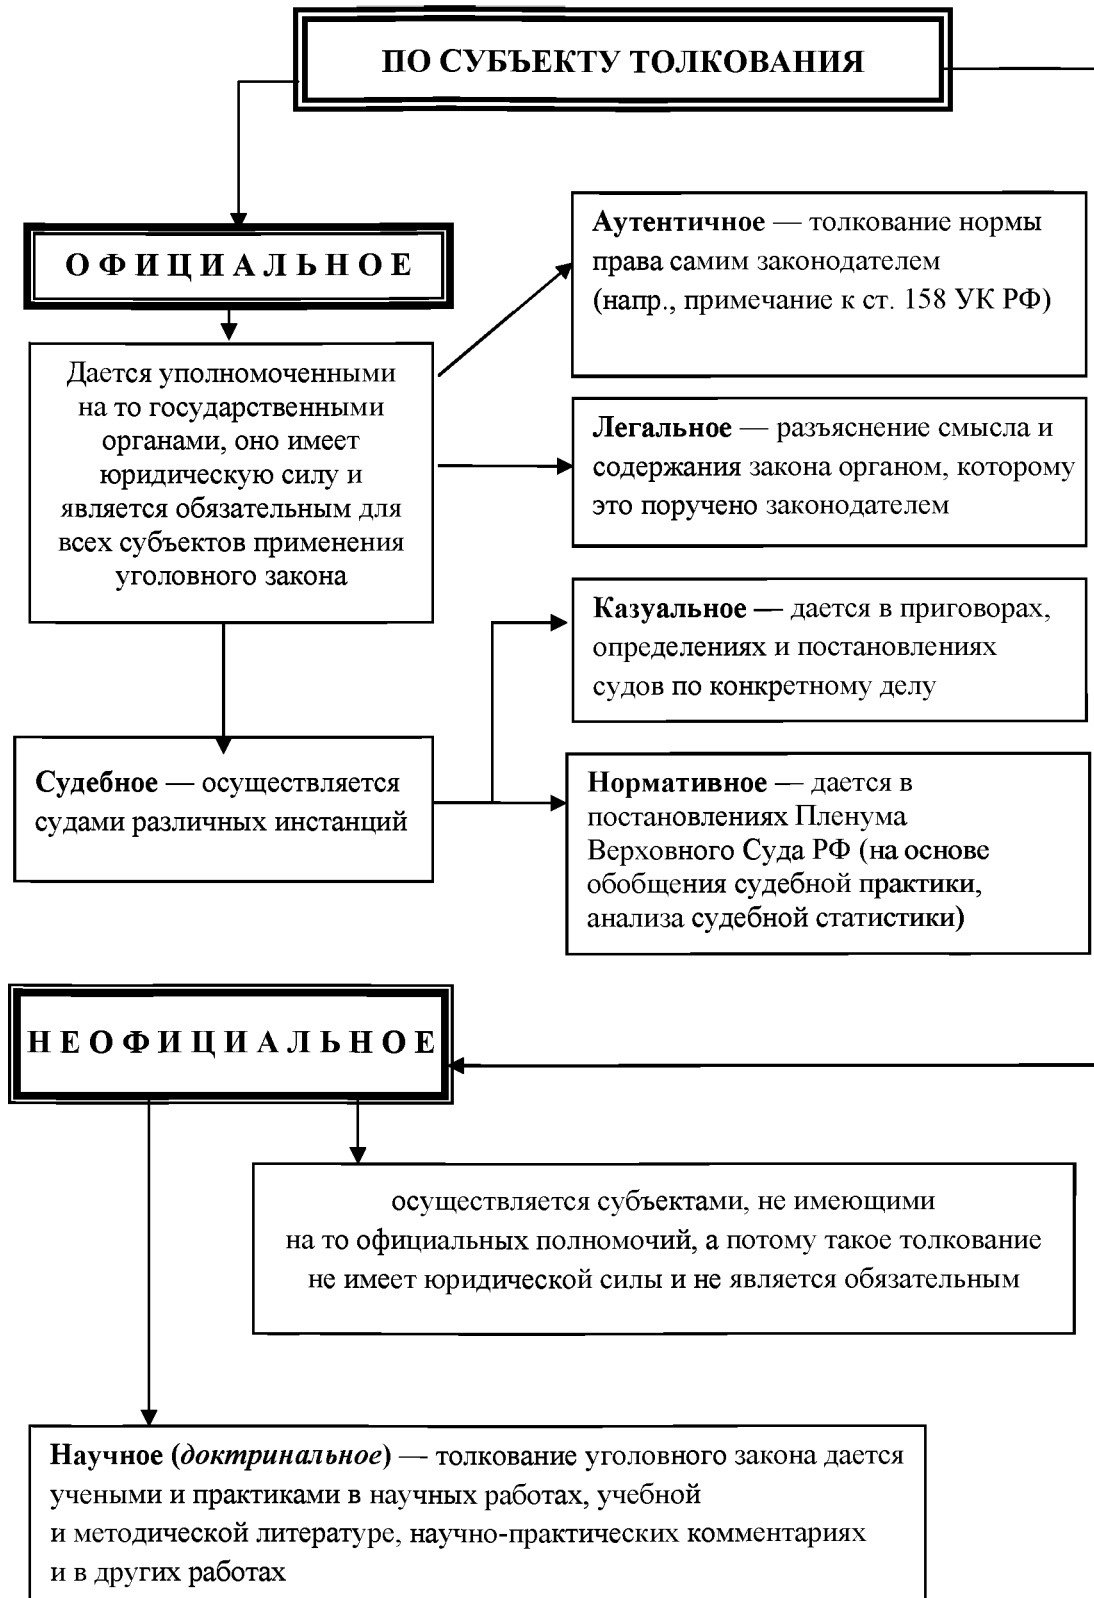 ПО СУБЪЕКТУ ТОЛКОВАНИЯ
ОФИЦИАЛЬНОЕ
Дается уполномоченными
на то государственными
органами, оно имеет
юридическую силу и
является обязательным для
всех субъектов применения
уголовного закона
Аутентичное — толкование нормы
права самим законодателем
(напр., примечание к ст. 158 УК РФ)
Легальное — разъяснение смысла и
содержания закона органом, которому
это поручено законодателем
Судебное — осуществляется
судами различных инстанций
Казуальное — дается в приговорах,
определениях и постановлениях
судов по конкретному делу
Нормативное — дается в
постановлениях Пленума
Верховного Суда РФ (на основе
обобщения судебной практики,
анализа судебной статистики)
НЕОФИЦИАЛЬНОЕ
осуществляется субъектами, не имеющими
на то официальных полномочий, а потому такое толкование
не имеет юридической силы и не является обязательным
Научное (доктринальное) — толкование уголовного закона дается
учеными и практиками в научных работах, учебной
и методической литературе, научно-практических комментариях
и в других работах